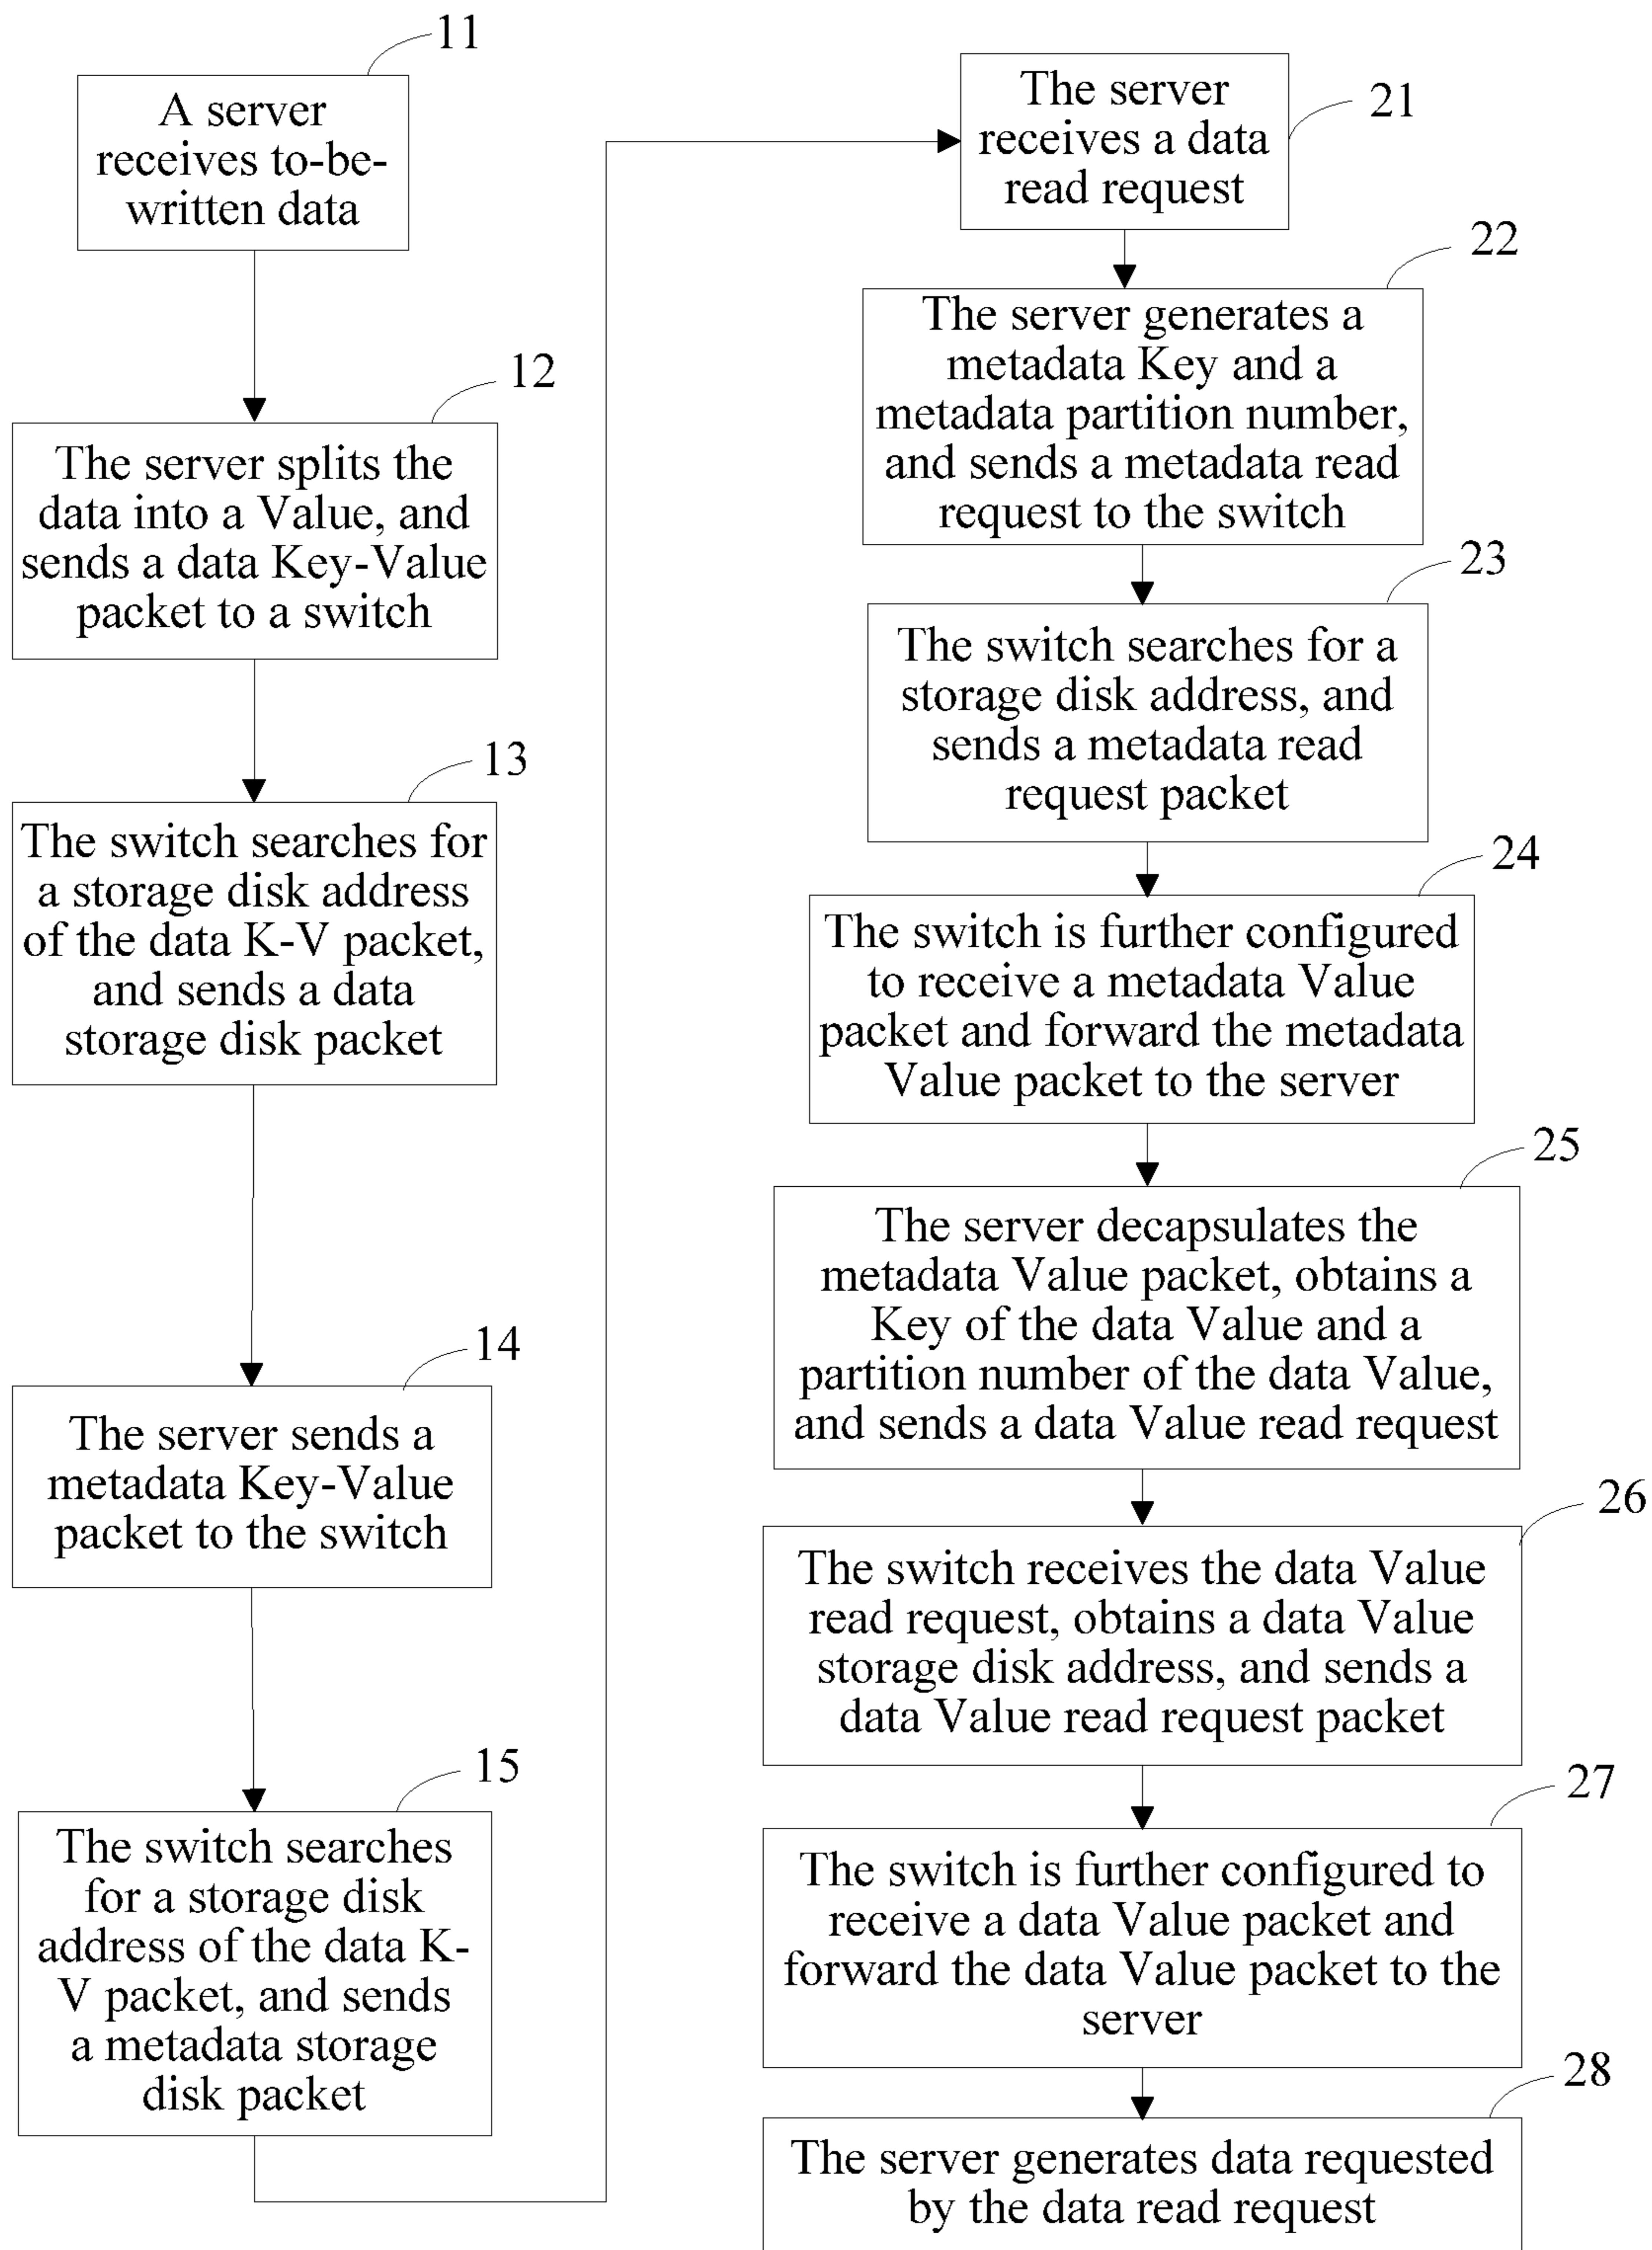 11
A server
receives to-be-
written data
12
The server splits the
data into a Value, and
sends a data Key-Value
packet to a switch
13
The switch searches for
a storage disk address
of the data K-V packet,
and sends a data
storage disk packet
14
The server sends a
metadata Key-Value
packet to the switch
15
The switch searches
for a storage disk
address of the data K-
V packet, and sends
a metadata storage
disk packet
21
The server
receives a data
read request
22
The server generates a
metadata Key and a
metadata partition number,
and sends a metadata read
request to the switch
23
The switch searches for a
storage disk address, and
sends a metadata read
request packet
24
The switch is further configured
to receive a metadata Value
packet and forward the metadata
Value packet to the server
25
The server decapsulates the
metadata Value packet, obtains a
Key of the data Value and a
partition number of the data Value,
and sends a data Value read request
26
The switch receives the data Value
read request, obtains a data Value
storage disk address, and sends a
data Value read request packet
27
The switch is further configured to
receive a data Value packet and
forward the data Value packet to the
server
28
The server generates data requested
by the data read request